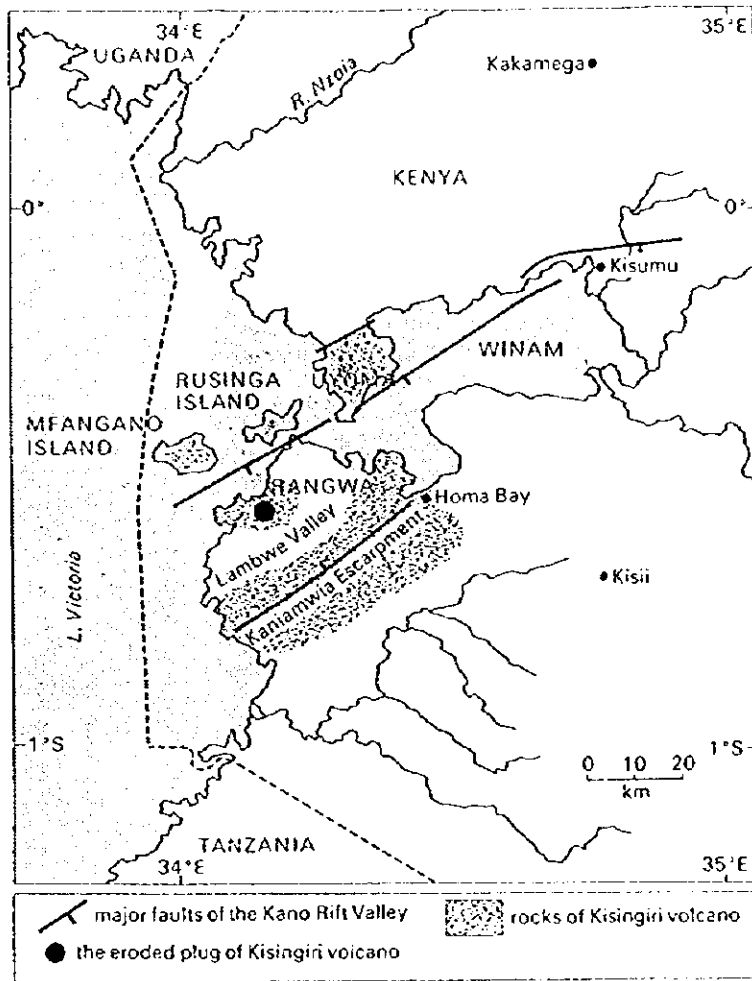 34°E
35°E
UGANDA
Kakamega
R. Nzoia
KENYA
0°
0°
Kisumu
WINAM
UYOMA
RUSINGA
ISLAND
MFANGANO
ISLAND
RANGWA
Homa Bay
Lambwe Valley
Kaniamwia Escarpment
Kisii
L. Victoria
1°S
1°S
0 10 20
km
TANZANIA
34°E
35°E
major faults of the Kano Rift Valley
rocks of Kisingiri volcano
the eroded plug of Kisingiri volcano